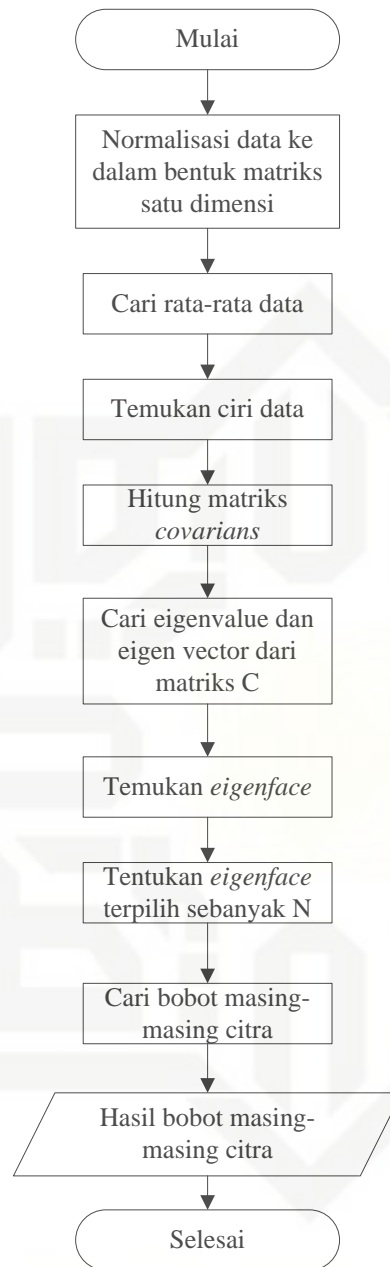 Mulai
Normalisasi data ke
dalam bentuk matriks
satu dimensi
Cari rata-rata data
Temukan ciri data
Hitung matriks
covarians
Cari eigenvalue dan
eigen vector dari
matriks C
Temukan eigenface
Tentukan eigenface
terpilih sebanyak N
Cari bobot masing-
masing citra
Hasil bobot masing-
masing citra
Selesai